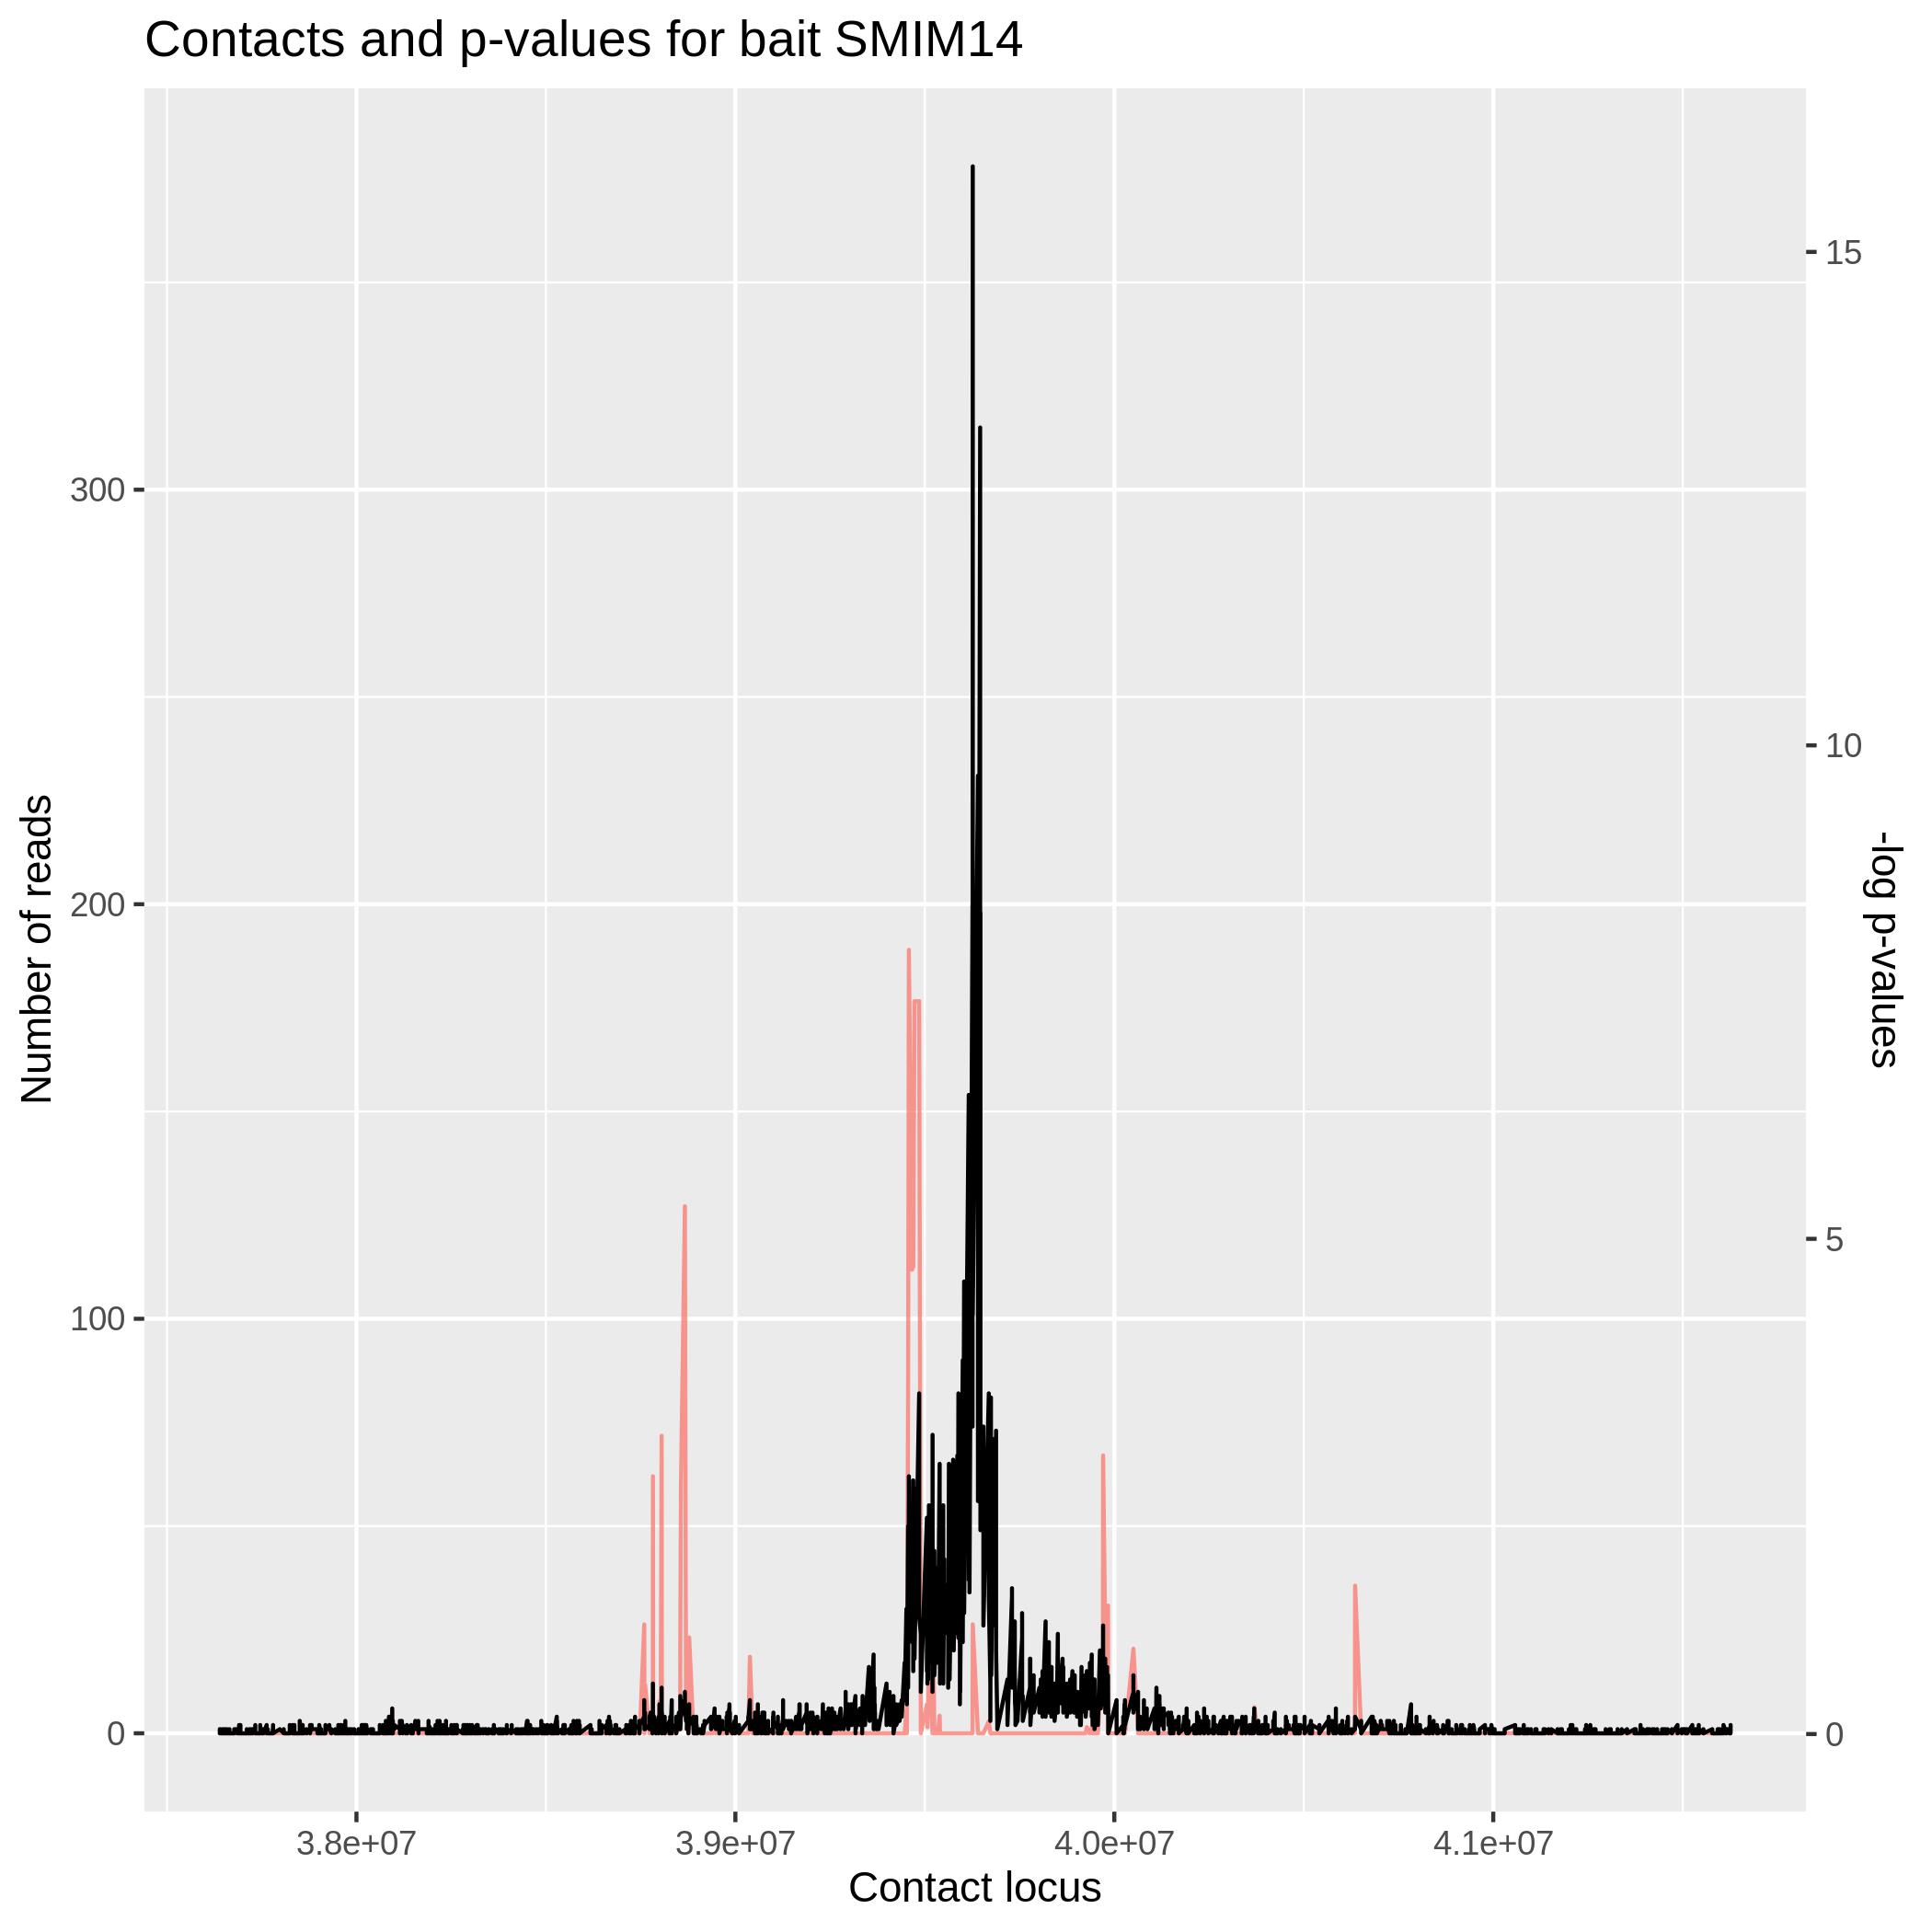 Contacts and p-values for bait SMIM14
Number of reads
300
200
100
0
15
10
5
0
-log p-values
3.8e+07
3.9e+07
4.0e+07
4.1e+07
Contact locus